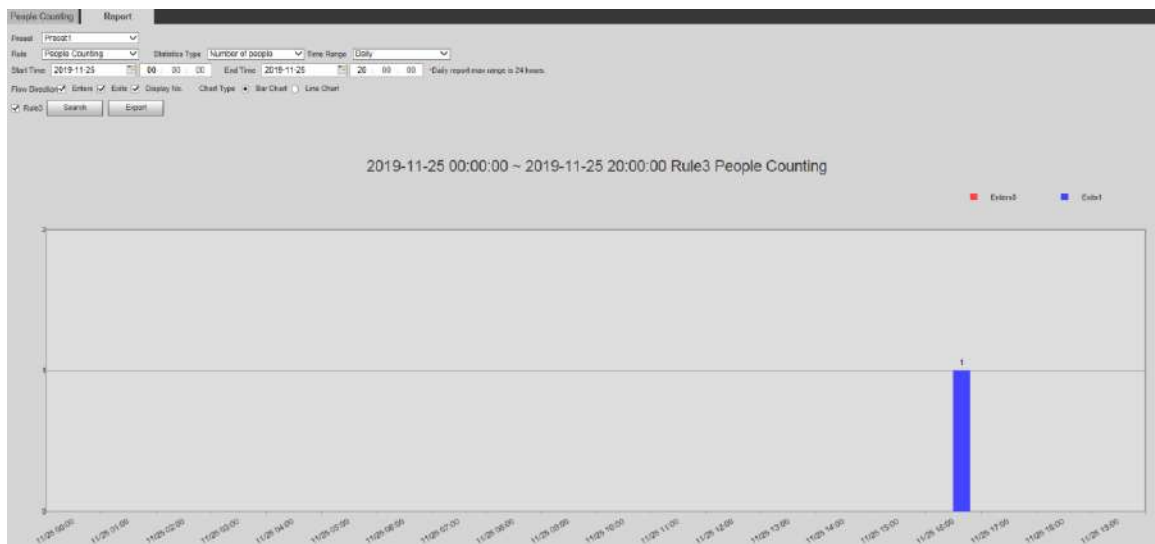 People Counting Report
Preset Preset1
Rule People Counting Statistics Type Number of people Time Range Daily
Start Time 2019-11-25 00 : 00 : 00 End Time 2019-11-25 20 : 00 : 00 *Daily report max range is 24 hours.
Flow Direction Enters Exits Display No. Chart Type Bar Chart Line Chart
Rule3 Search Export
2019-11-25 00:00:00 ~ 2019-11-25 20:00:00 Rule3 People Counting
Enters0 Exits1
2
1
1
0
11/25 00:00 11/25 01:00 11/25 02:00 11/25 03:00 11/25 04:00 11/25 05:00 11/25 06:00 11/25 07:00 11/25 08:00 11/25 09:00 11/25 10:00 11/25 11:00 11/25 12:00 11/25 13:00 11/25 14:00 11/25 15:00 11/25 16:00 11/25 17:00 11/25 18:00 11/25 19:00